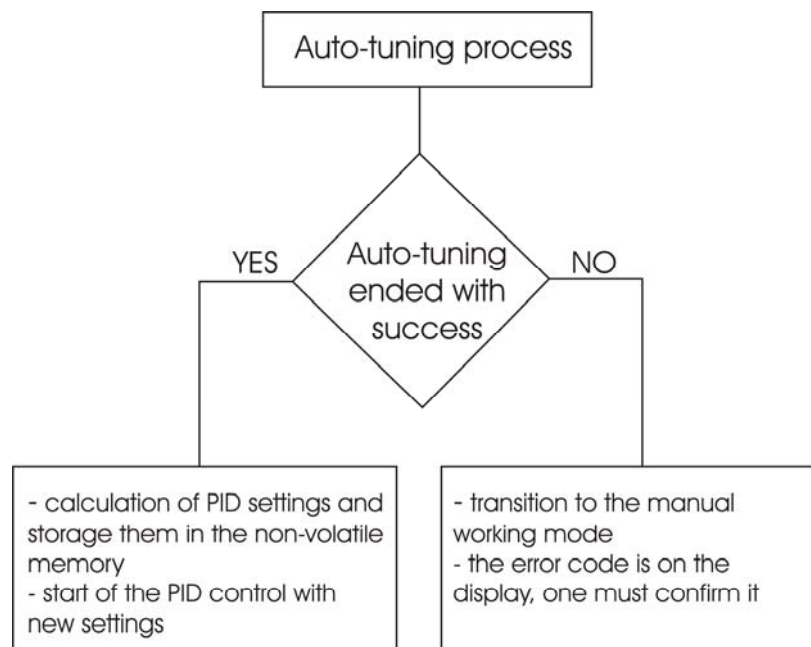 Auto-tuning process
YES
Auto-tuning
ended with
success
NO
- calculation of PID settings and
storage them in the non-volatile
memory
- start of the PID control with
new settings
- transition to the manual
working mode
- the error code is on the
display, one must confirm it